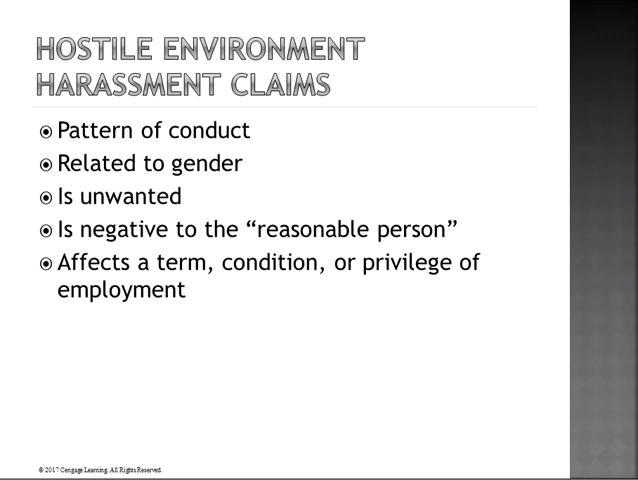 HOSTILE ENVIRONMENT
HARASSMENT CLAIMS
Pattern of conduct
Related to gender
Is unwanted
Is negative to the “reasonable person”
Affects a term, condition, or privilege of
employment
© 2017 Cengage Learning. All Rights Reserved.